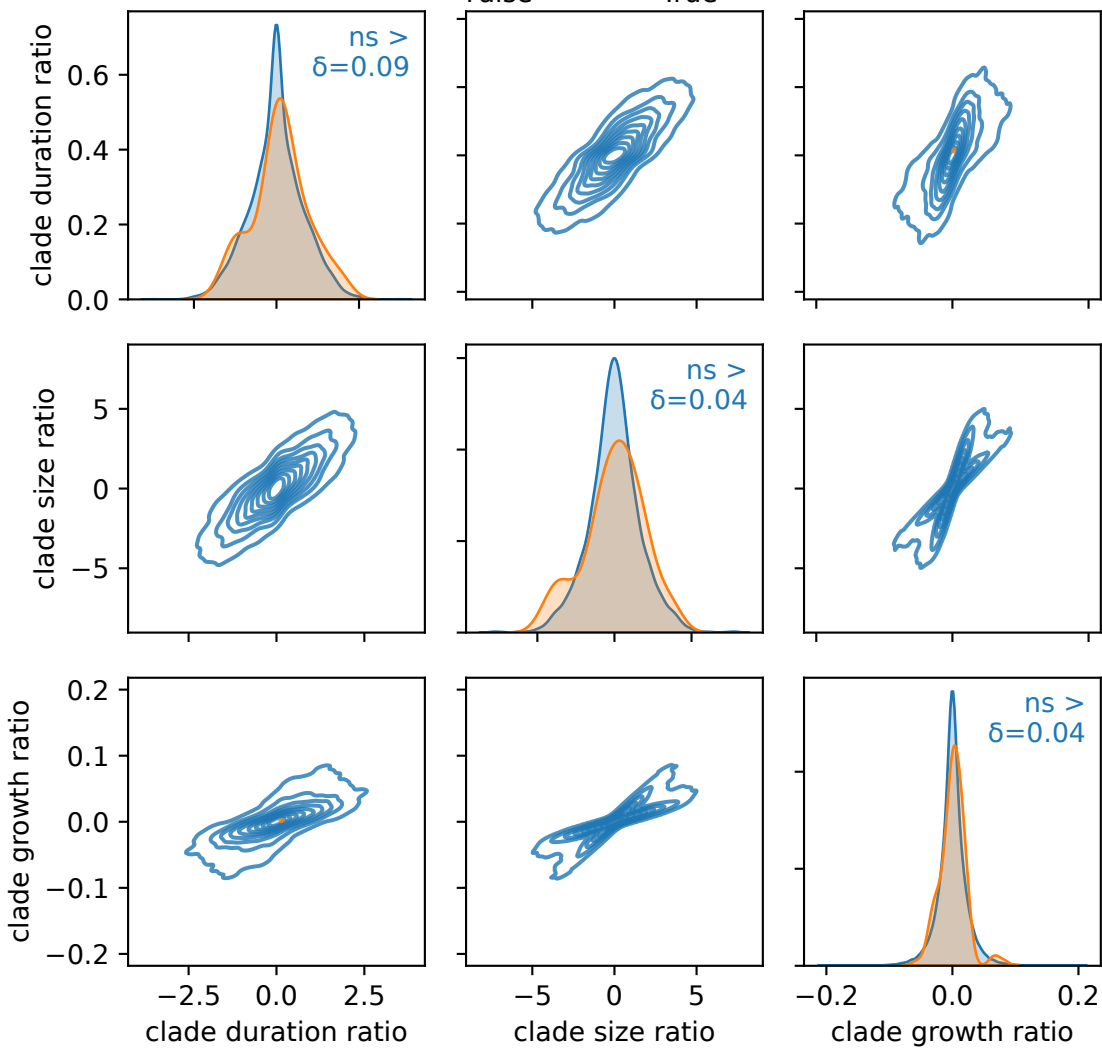 False True
clade duration ratio
0.6
0.4
0.2
0.0
ns >
δ=0.09
clade size ratio
5
0
−5
ns >
δ=0.04
clade growth ratio
0.2
0.1
0.0
−0.1
−0.2
ns >
δ=0.04
−2.5 0.0 2.5
−5 0 5
−0.2 0.0 0.2
clade duration ratio
clade size ratio
clade growth ratio